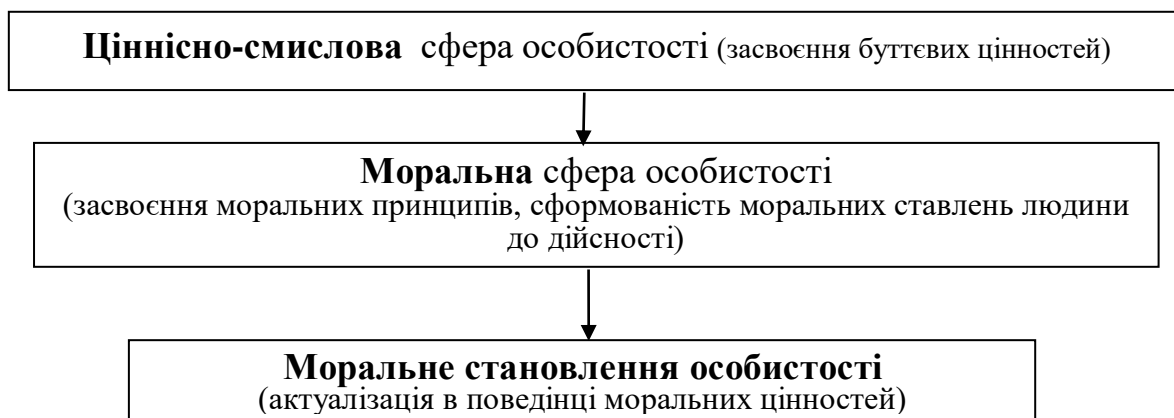 Ціннісно-смислова сфера особистості (засвоєння буттєвих цінностей)
Моральна сфера особистості
(засвоєння моральних принципів, сформованість моральних ставлень людини
до дійсності)
Моральне становлення особистості
(актуалізація в поведінці моральних цінностей)